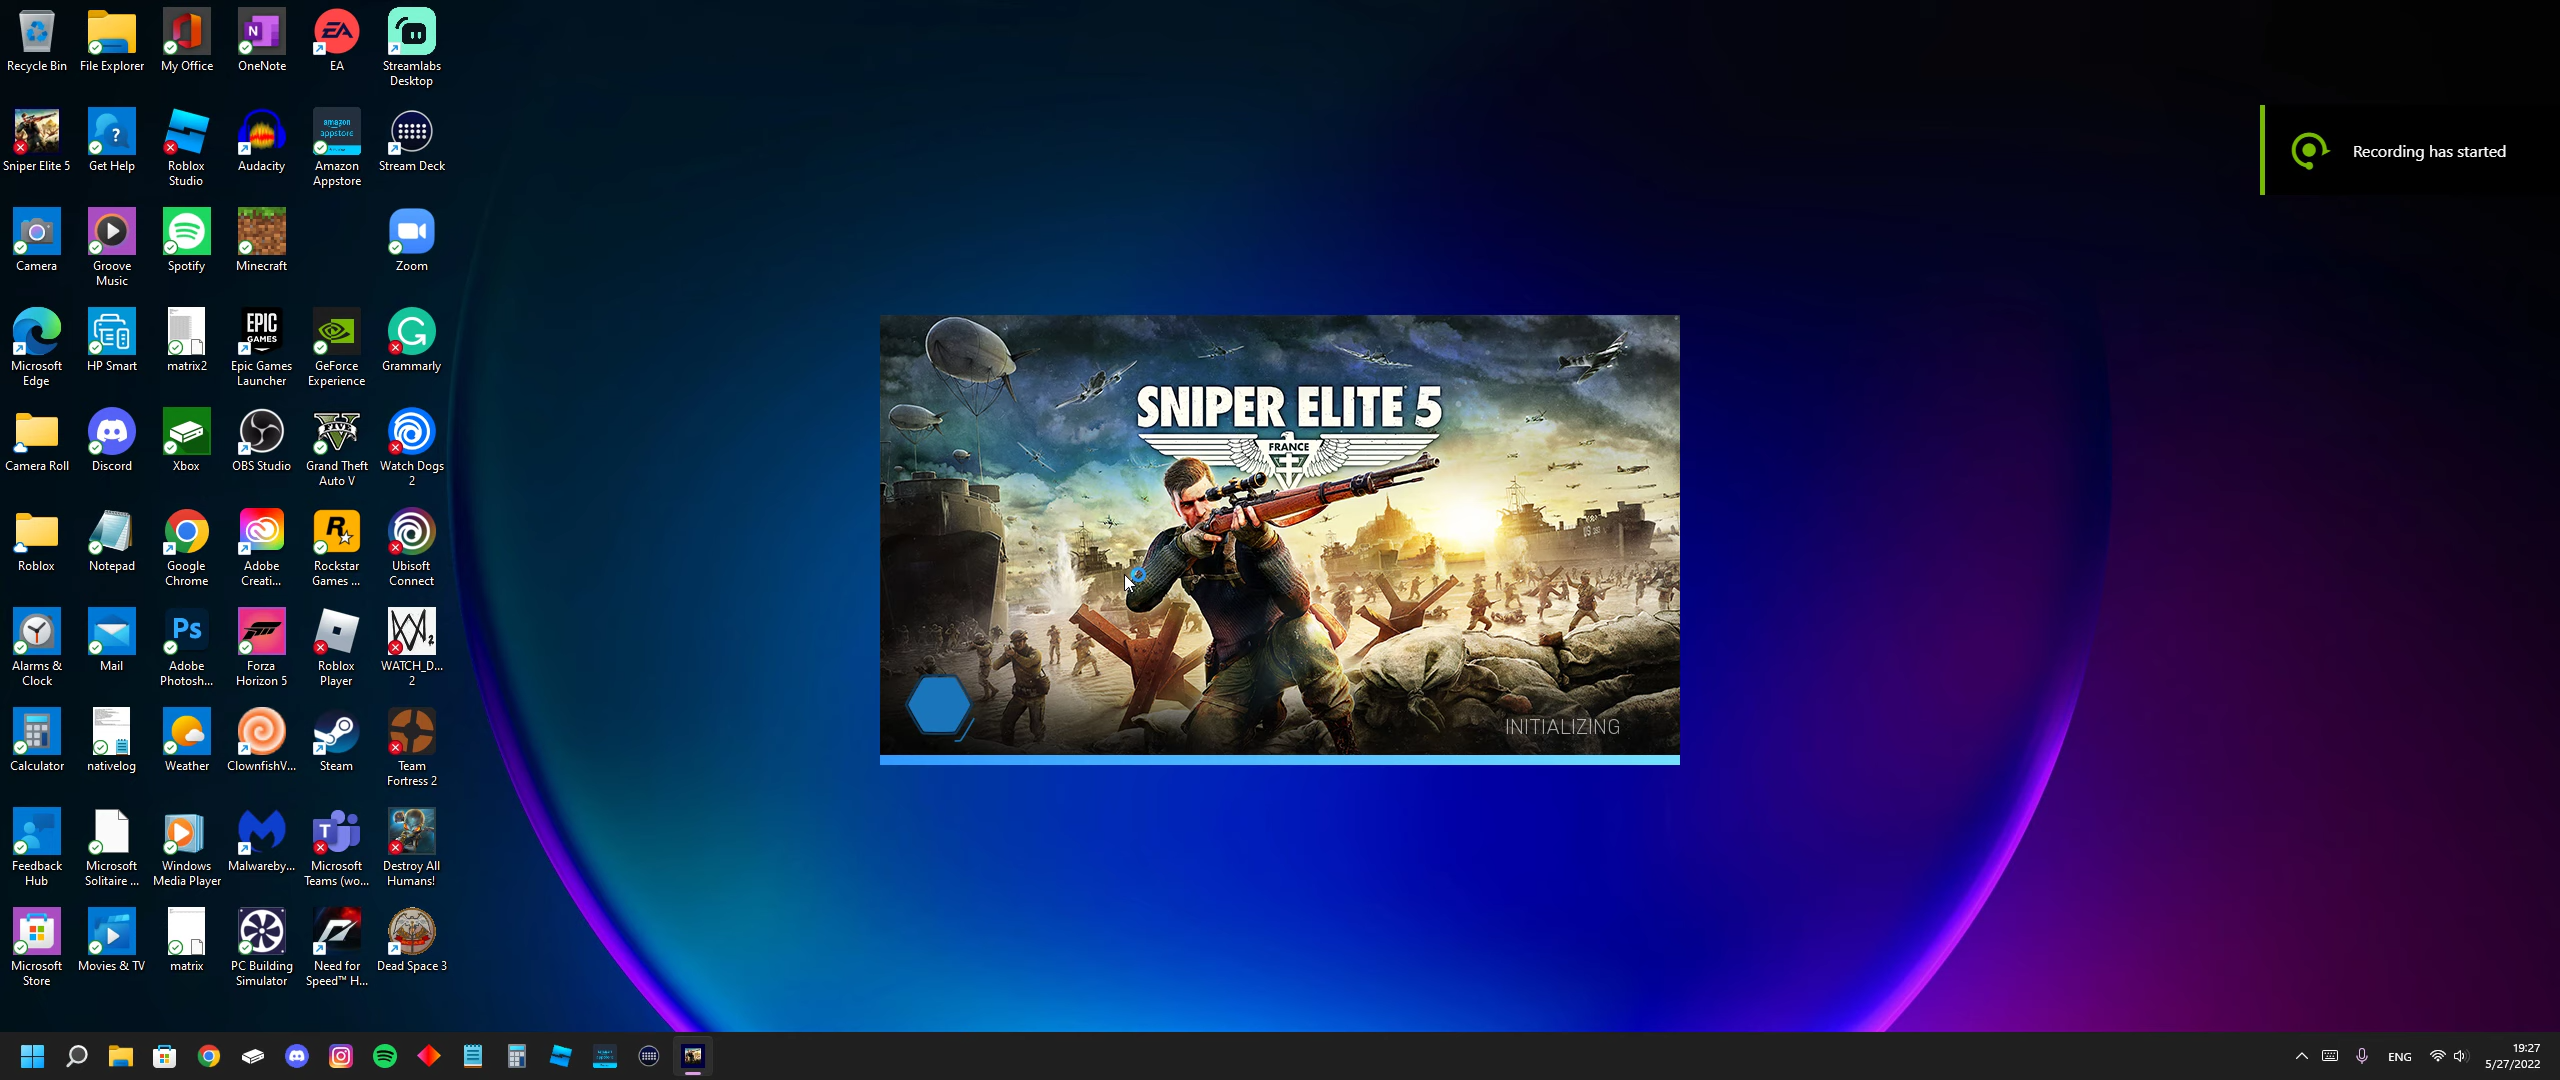 Recycle Bin
File Explorer
My Office
OneNote
EA
Streamlabs
Desktop
Sniper Elite 5
Get Help
Roblox
Studio
Audacity
amazon
appstore
Amazon
Appstore
Stream Deck
Camera
Groove
Music
Spotify
Minecraft
Zoom
Microsoft
Edge
HP Smart
matrix2
EPIC
GAMES
Epic Games
Launcher
GeForce
Experience
Grammarly
Camera Roll
Discord
Xbox
OBS Studio
FIVE
Grand Theft
Auto V
Watch Dogs
2
Roblox
Notepad
Google
Chrome
Adobe
Creati...
Rockstar
Games ...
Ubisoft
Connect
Alarms &
Clock
Mail
Ps
Adobe
Photosh...
Forza
Horizon 5
Roblox
Player
WATCH_D...
2
Calculator
nativelog
Weather
ClownfishV...
Steam
Team
Fortress 2
Feedback
Hub
Microsoft
Solitaire ...
Windows
Media Player
Malwareby...
Microsoft
Teams (wo...
Destroy All
Humans!
Microsoft
Store
Movies & TV
matrix
PC Building
Simulator
Need for
Speed™ H...
Dead Space 3
SNIPER ELITE 5
FRANCE
INITIALIZING
Recording has started
ENG
19:27
5/27/2022